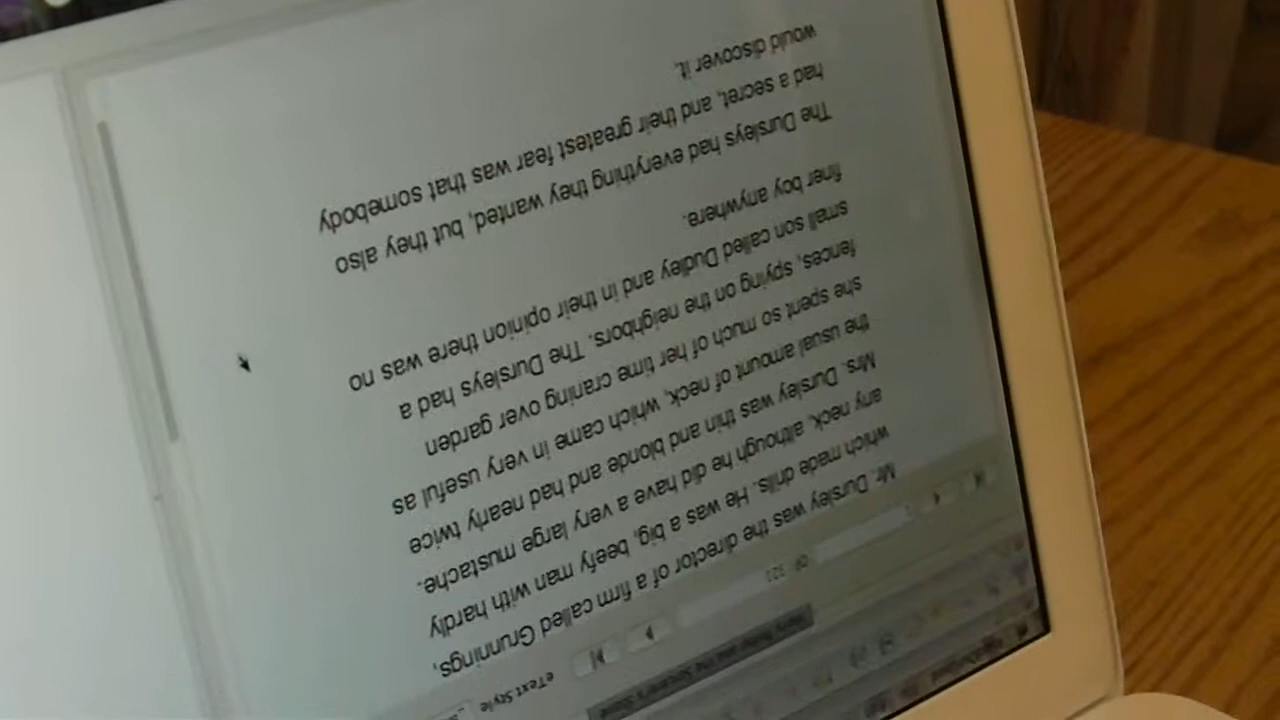 eText Style
of 321
Mr. Dursley was the director of a firm called Grunnings,
which made drills. He was a big, beefy man with hardly
any neck, although he did have a very large mustache.
Mrs. Dursley was thin and blonde and had nearly twice
the usual amount of neck, which came in very useful as
she spent so much of her time craning over garden
fences, spying on the neighbors. The Dursleys had a
small son called Dudley and in their opinion there was no
finer boy anywhere.
The Dursleys had everything they wanted, but they also
had a secret, and their greatest fear was that somebody
would discover it.